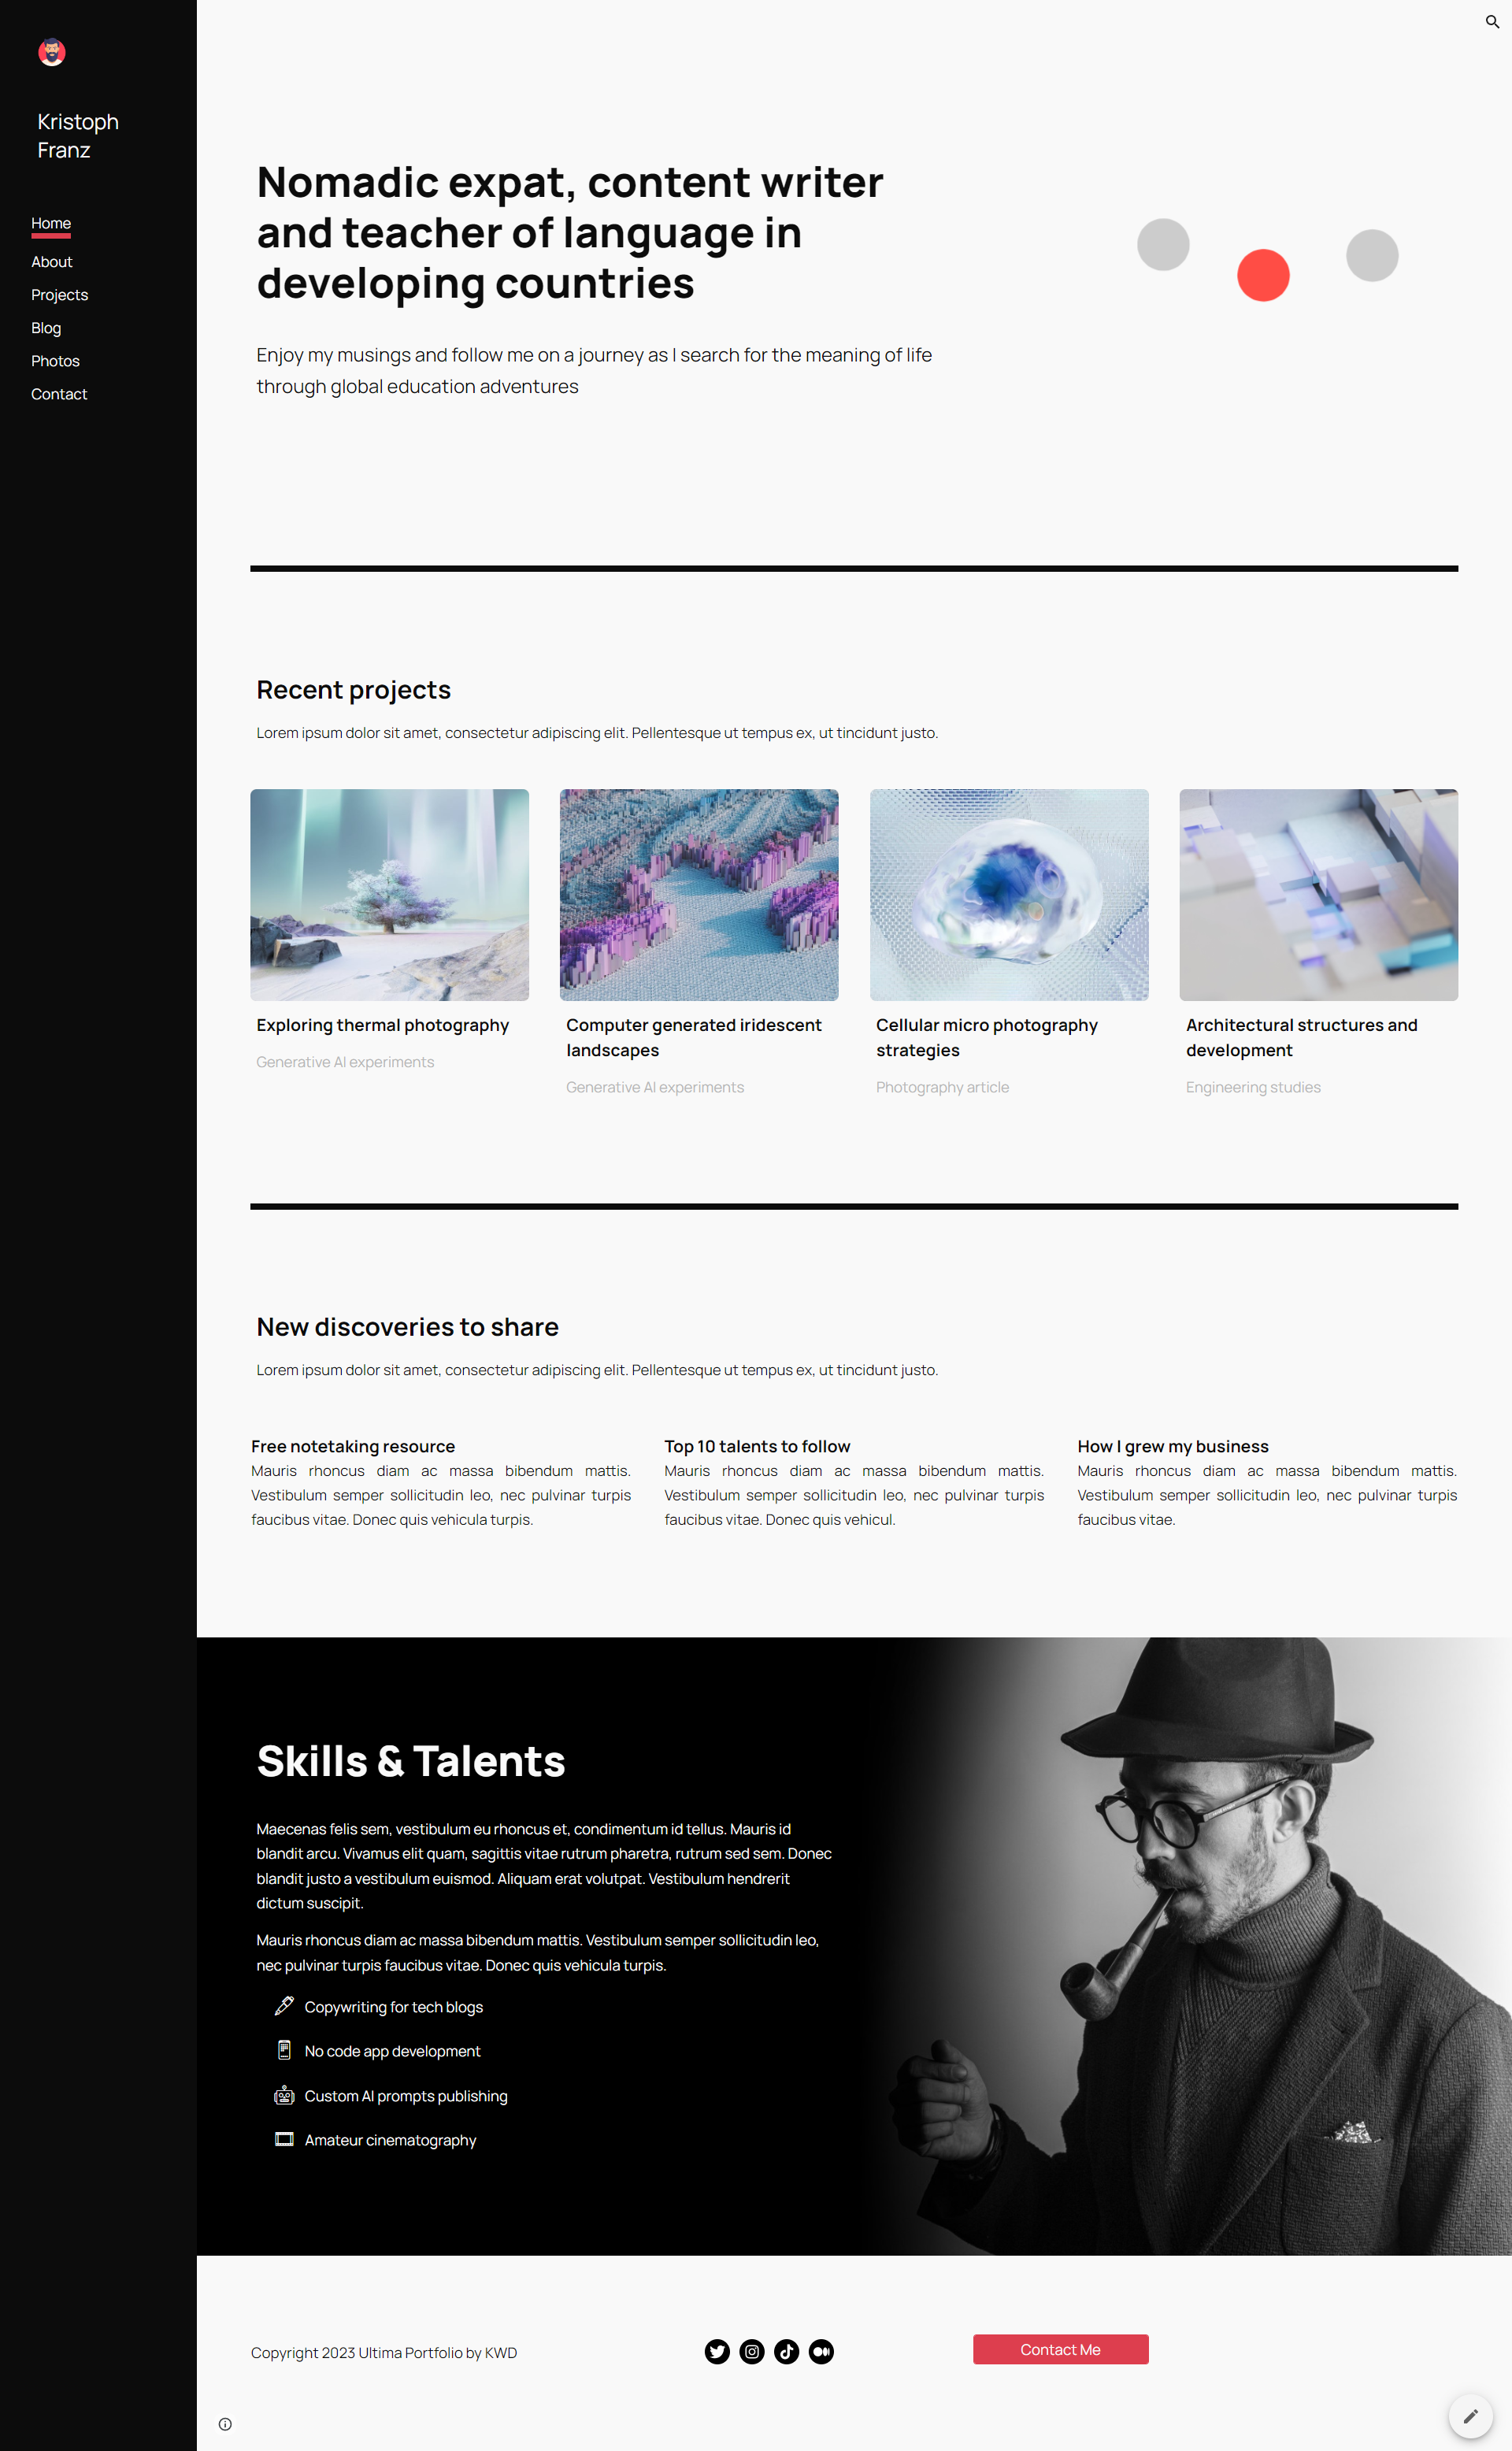 Kristoph
Franz
Home
About
Projects
Blog
Photos
Contact
Nomadic expat, content writer
and teacher of language in
developing countries
Enjoy my musings and follow me on a journey as I search for the meaning of life
through global education adventures
Recent projects
Lorem ipsum dolor sit amet, consectetur adipiscing elit. Pellentesque ut tempus ex, ut tincidunt justo.
Exploring thermal photography
Generative AI experiments
Computer generated iridescent
landscapes
Generative AI experiments
Cellular micro photography
strategies
Photography article
Architectural structures and
development
Engineering studies
New discoveries to share
Lorem ipsum dolor sit amet, consectetur adipiscing elit. Pellentesque ut tempus ex, ut tincidunt justo.
Free notetaking resource
Mauris rhoncus diam ac massa bibendum mattis.
Vestibulum semper sollicitudin leo, nec pulvinar turpis
faucibus vitae. Donec quis vehicula turpis.
Top 10 talents to follow
Mauris rhoncus diam ac massa bibendum mattis.
Vestibulum semper sollicitudin leo, nec pulvinar turpis
faucibus vitae. Donec quis vehicul.
How I grew my business
Mauris rhoncus diam ac massa bibendum mattis.
Vestibulum semper sollicitudin leo, nec pulvinar turpis
faucibus vitae.
Skills & Talents
Maecenas felis sem, vestibulum eu rhoncus et, condimentum id tellus. Mauris id
blandit arcu. Vivamus elit quam, sagittis vitae rutrum pharetra, rutrum sed sem. Donec
blandit justo a vestibulum euismod. Aliquam erat volutpat. Vestibulum hendrerit
dictum suscipit.
Mauris rhoncus diam ac massa bibendum mattis. Vestibulum semper sollicitudin leo,
nec pulvinar turpis faucibus vitae. Donec quis vehicula turpis.
Copywriting for tech blogs
No code app development
Custom AI prompts publishing
Amateur cinematography
Copyright 2023 Ultima Portfolio by KWD
Contact Me